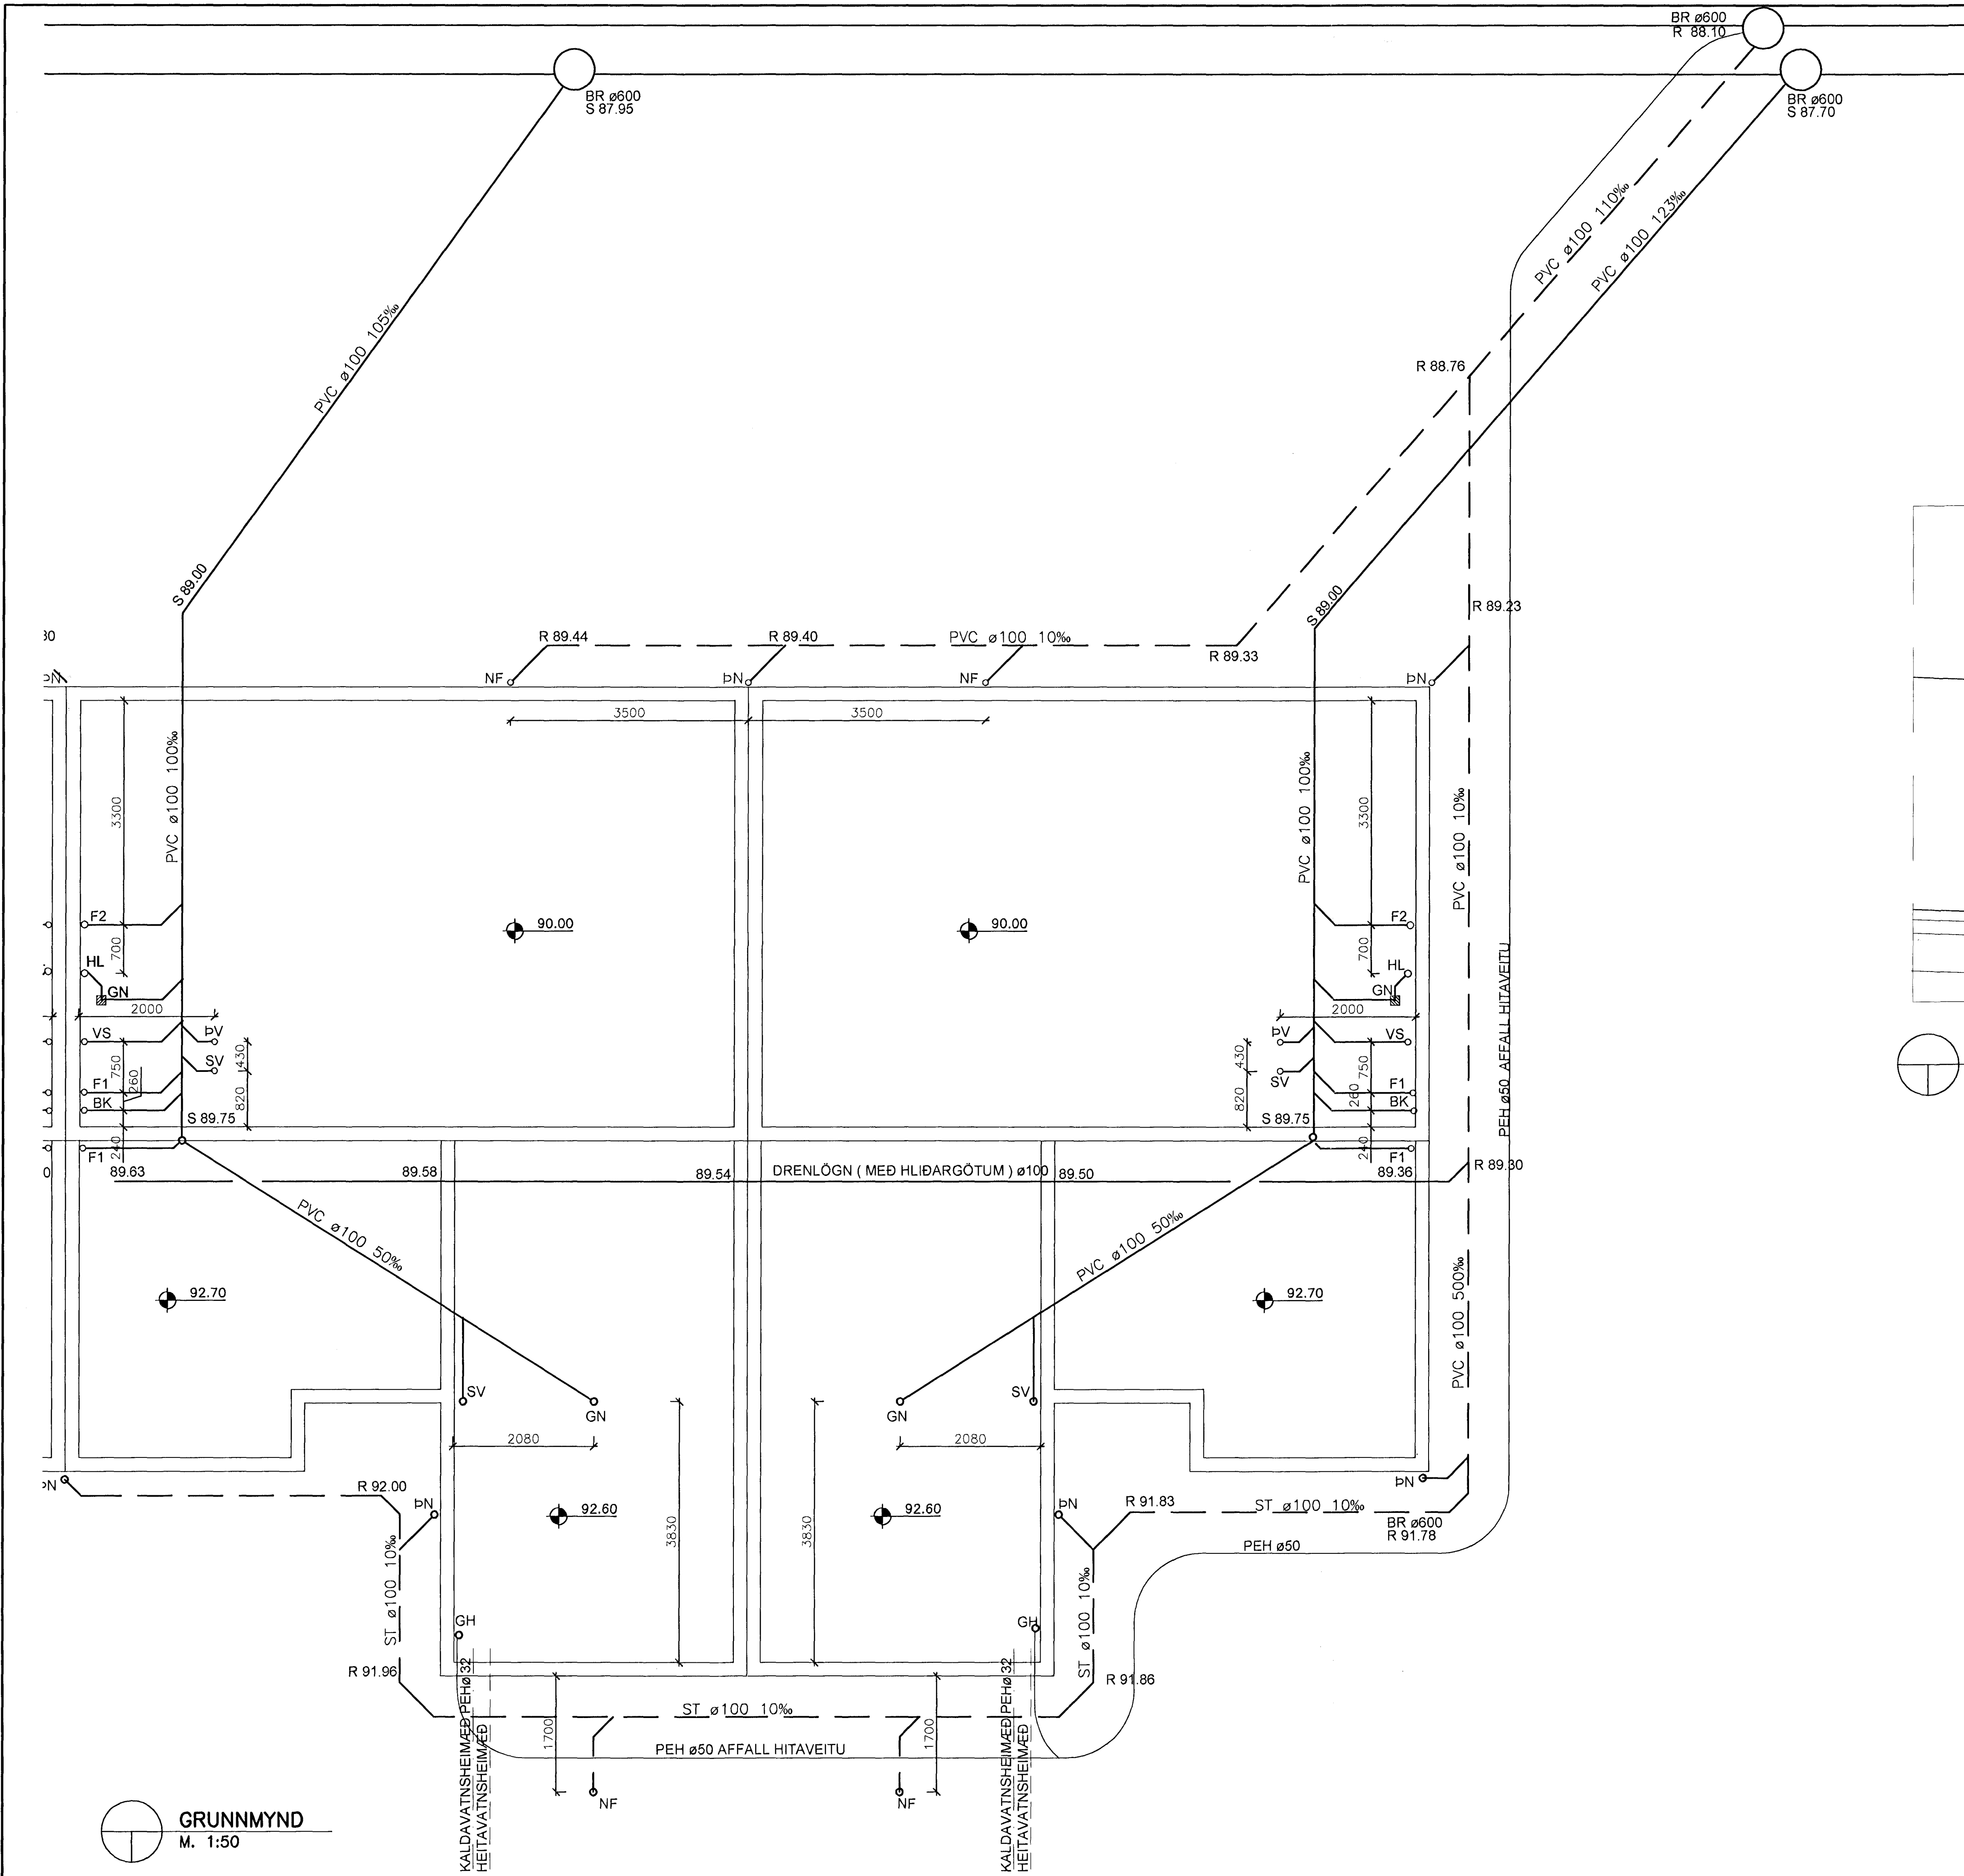 BR ø600
R 88.10
BR ø600
S 87.95
BR ø600
S 87.70
PVC ø100 105‰
PVC ø100 110‰
PVC ø100 123‰
R 88.76
S 89.00
S 89.00
R 89.23
30
R 89.44
R 89.40
PVC ø100 10‰
R 89.33
ÞN
NF
ÞN
NF
ÞN
3500
3500
PVC ø100 100‰
3300
PVC ø100 100‰
3300
PVC ø100 10‰
F2
90.00
90.00
F2
700
700
HL
HL
GN
GN
2000
2000
PEH ø50 AFFALL HITAVEITU
VS
ÞV
ÞV
VS
750
430
430
750
SV
SV
F1
260
F1
BK
820
820
260
BK
S 89.75
S 89.75
240
240
F1
F1
0
89.63
89.58
89.54
DRENLÖGN ( MEÐ HLIÐARGÖTUM ) ø100
89.50
89.36
R 89.30
PVC ø100 50‰
PVC ø100 50‰
92.70
92.70
PVC ø100 500‰
SV
GN
GN
SV
2080
2080
ÞN
R 92.00
ÞN
92.60
3830
3830
92.60
ÞN
R 91.83
ST ø100 10‰
ÞN
BR ø600
R 91.78
PEH ø50
ST ø100 10‰
ST ø100 10‰
GH
GH
R 91.96
R 91.86
ST ø100 10‰
1700
1700
PEH ø50 AFFALL HITAVEITU
NF
NF
KALDAVATNSHEIMÆÐ PEHø 32
HEITAVATNSHEIMÆÐ
KALDAVATNSHEIMÆÐ PEHø 32
HEITAVATNSHEIMÆÐ
GRUNNMYND
M. 1:50